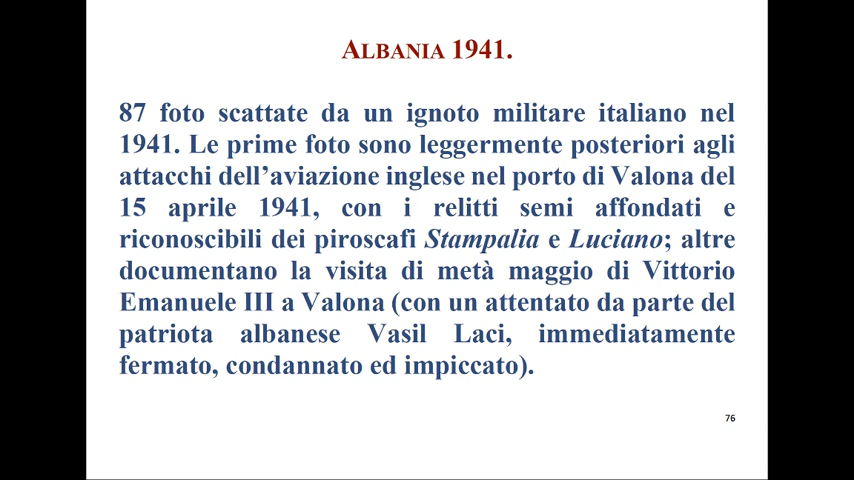 ALBANIA 1941.
87 foto scattate da un ignoto militare italiano nel
1941. Le prime foto sono leggermente posteriori agli
attacchi dell’aviazione inglese nel porto di Valona del
15 aprile 1941, con i relitti semi affondati e
riconoscibili dei piroscafi Stampalia e Luciano; altre
documentano la visita di metà maggio di Vittorio
Emanuele III a Valona (con un attentato da parte del
patriota albanese Vasil Laci, immediatamente
fermato, condannato ed impiccato).
76